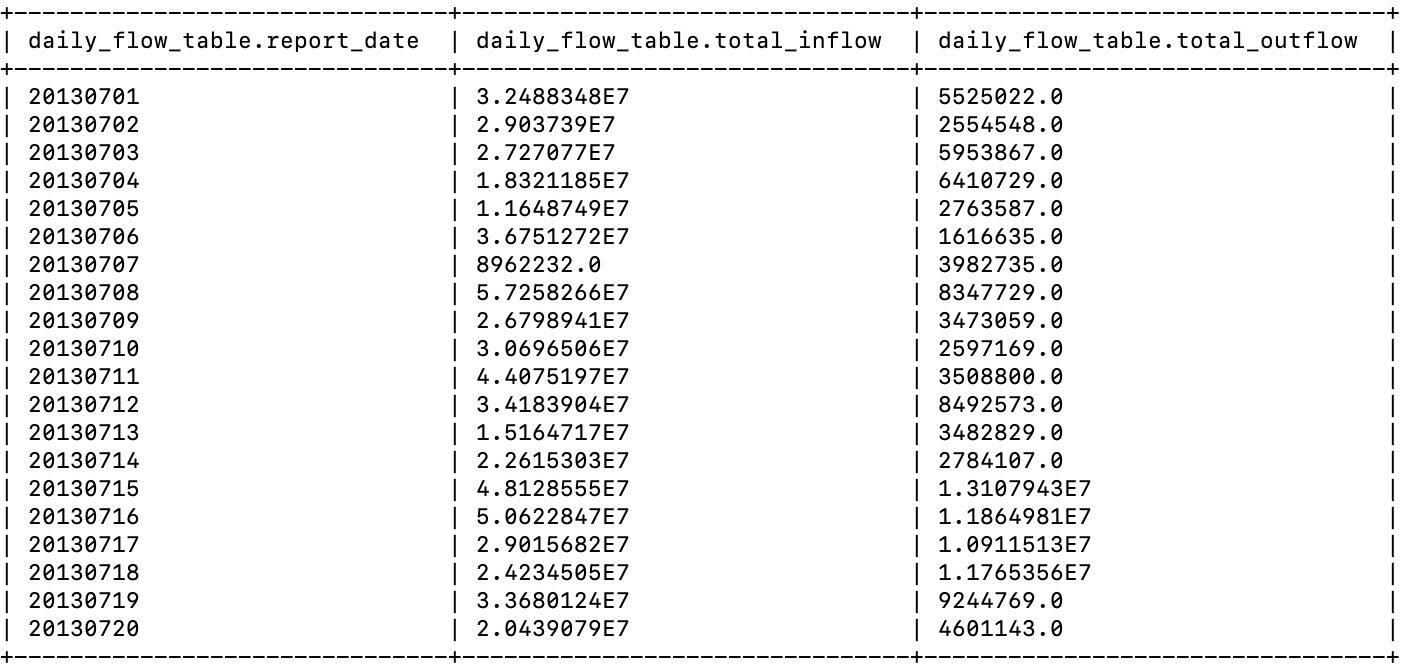 +-----------------------------+-----------------------------+------------------------------+
| daily_flow_table.report_date | daily_flow_table.total_inflow | daily_flow_table.total_outflow |
+-----------------------------+-----------------------------+------------------------------+
| 20130701 | 3.2488348E7 | 5525022.0 |
| 20130702 | 2.903739E7 | 2554548.0 |
| 20130703 | 2.727077E7 | 5953867.0 |
| 20130704 | 1.8321185E7 | 6410729.0 |
| 20130705 | 1.1648749E7 | 2763587.0 |
| 20130706 | 3.6751272E7 | 1616635.0 |
| 20130707 | 8962232.0 | 3982735.0 |
| 20130708 | 5.7258266E7 | 8347729.0 |
| 20130709 | 2.6798941E7 | 3473059.0 |
| 20130710 | 3.0696506E7 | 2597169.0 |
| 20130711 | 4.4075197E7 | 3508800.0 |
| 20130712 | 3.4183904E7 | 8492573.0 |
| 20130713 | 1.5164717E7 | 3482829.0 |
| 20130714 | 2.2615303E7 | 2784107.0 |
| 20130715 | 4.8128555E7 | 1.3107943E7 |
| 20130716 | 5.0622847E7 | 1.1864981E7 |
| 20130717 | 2.9015682E7 | 1.0911513E7 |
| 20130718 | 2.4234505E7 | 1.1765356E7 |
| 20130719 | 3.3680124E7 | 9244769.0 |
| 20130720 | 2.0439079E7 | 4601143.0 |
+-----------------------------+-----------------------------+------------------------------+